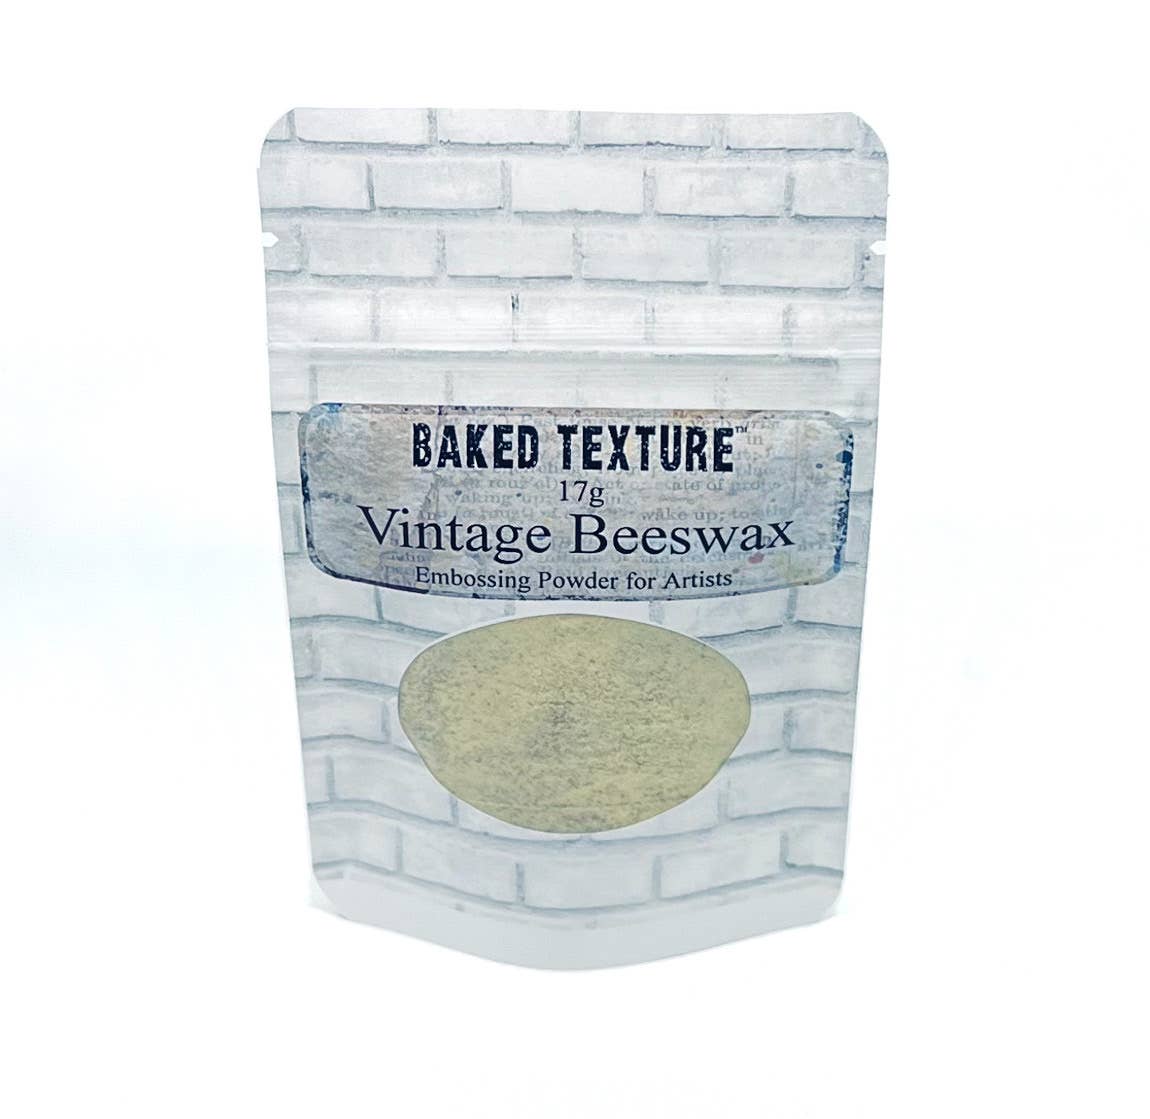 BAKED TEXTURE™
17g
Vintage Beeswax
Embossing Powder for Artists